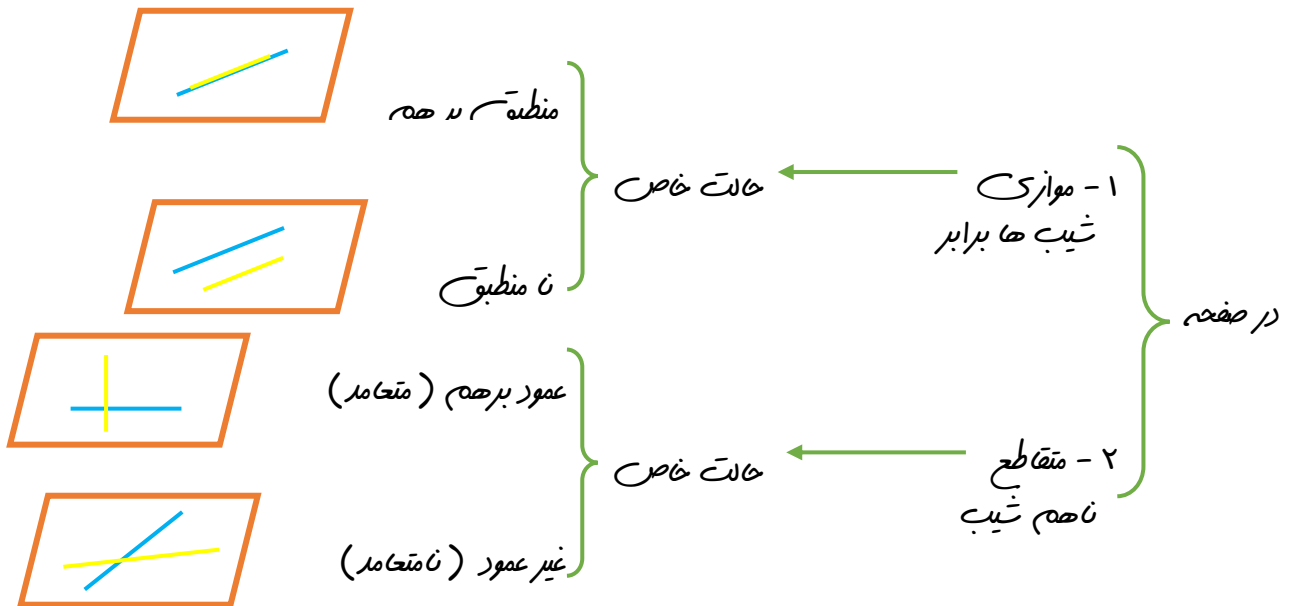 در صفحه
۱ - موازی
شیب ها برابر
حالت خاص
منطبق بر هم
نا منطبق
۲ - متقاطع
ناهم شیب
حالت خاص
عمود برهم ( متعامد )
غیر عمود ( نامتعامد )